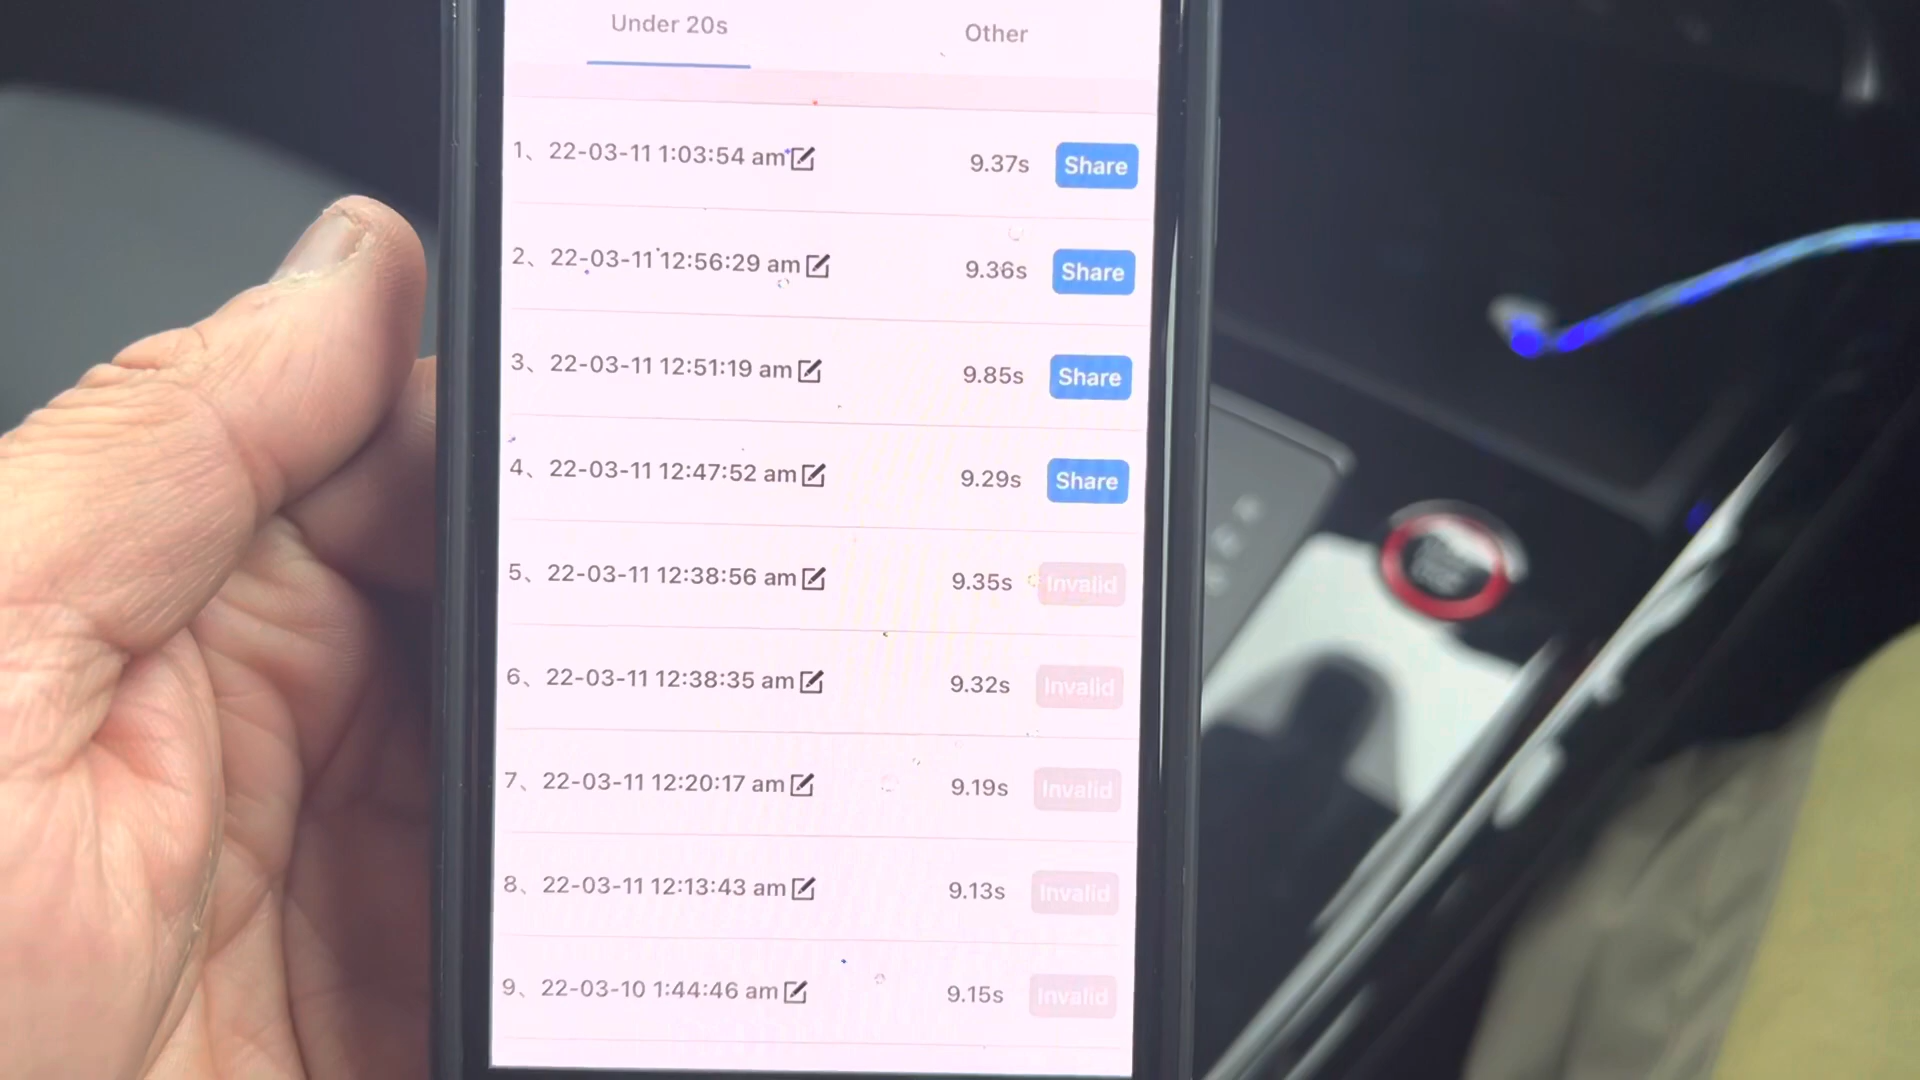 Under 20s Other
1、22-03-11 1:03:54 am 9.37s Share
2、22-03-11 12:56:29 am 9.36s Share
3、22-03-11 12:51:19 am 9.85s Share
4、22-03-11 12:47:52 am 9.29s Share
5、22-03-11 12:38:56 am 9.35s Invalid
6、22-03-11 12:38:35 am 9.32s Invalid
7、22-03-11 12:20:17 am 9.19s Invalid
8、22-03-11 12:13:43 am 9.13s Invalid
9、22-03-10 1:44:46 am 9.15s Invalid